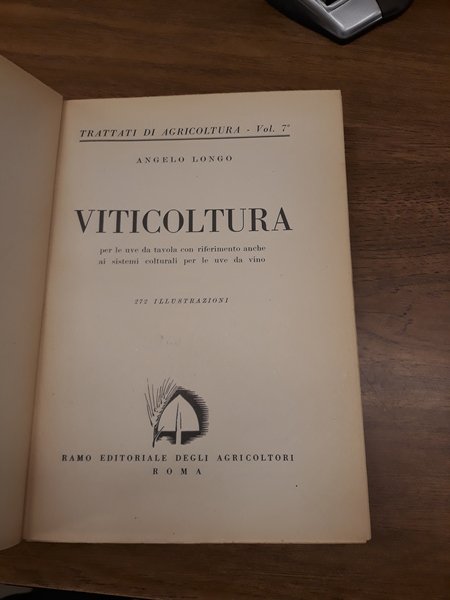 TRATTATI DI AGRICOLTURA - Vol. 7°
ANGELO LONGO
VITICOLTURA
per le uve da tavola con riferimento anche
ai sistemi colturali per le uve da vino
272 ILLUSTRAZIONI
RAMO EDITORIALE DEGLI AGRICOLTORI
ROMA